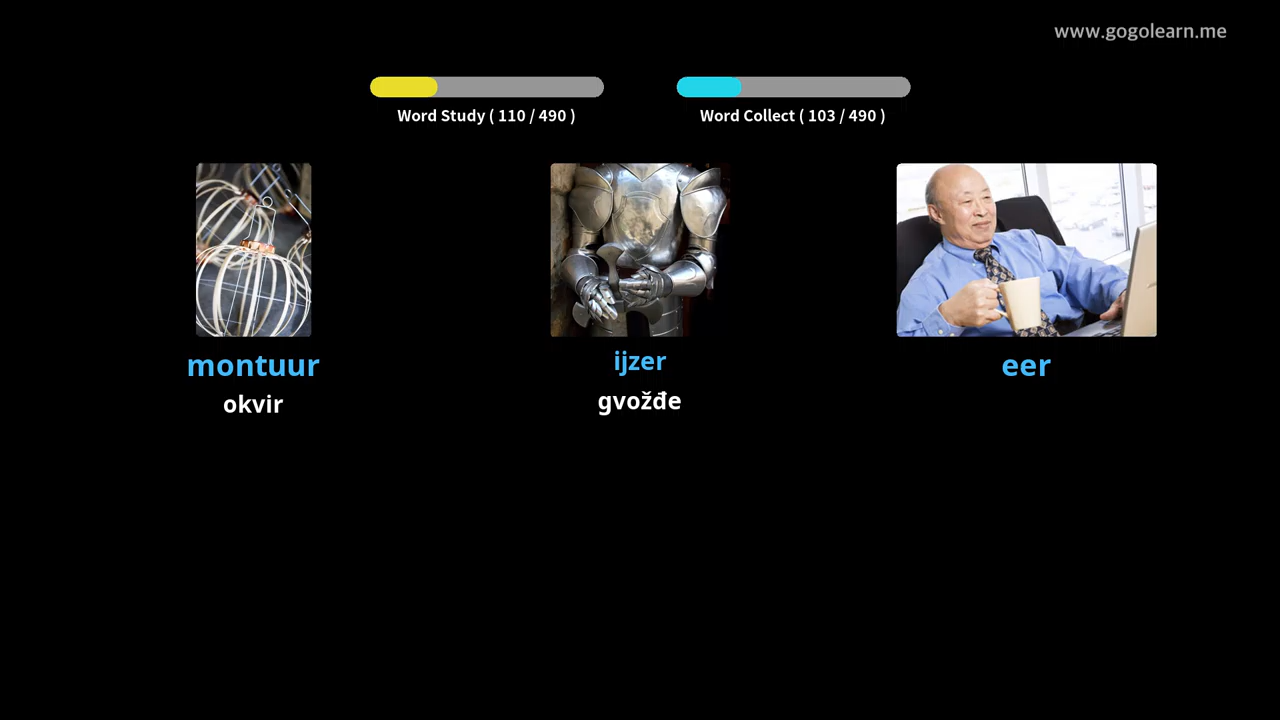 www.gogolearn.me
Word Study ( 110 / 490 )
Word Collect ( 103 / 490 )
montuur
okvir
ijzer
gvožđe
eer